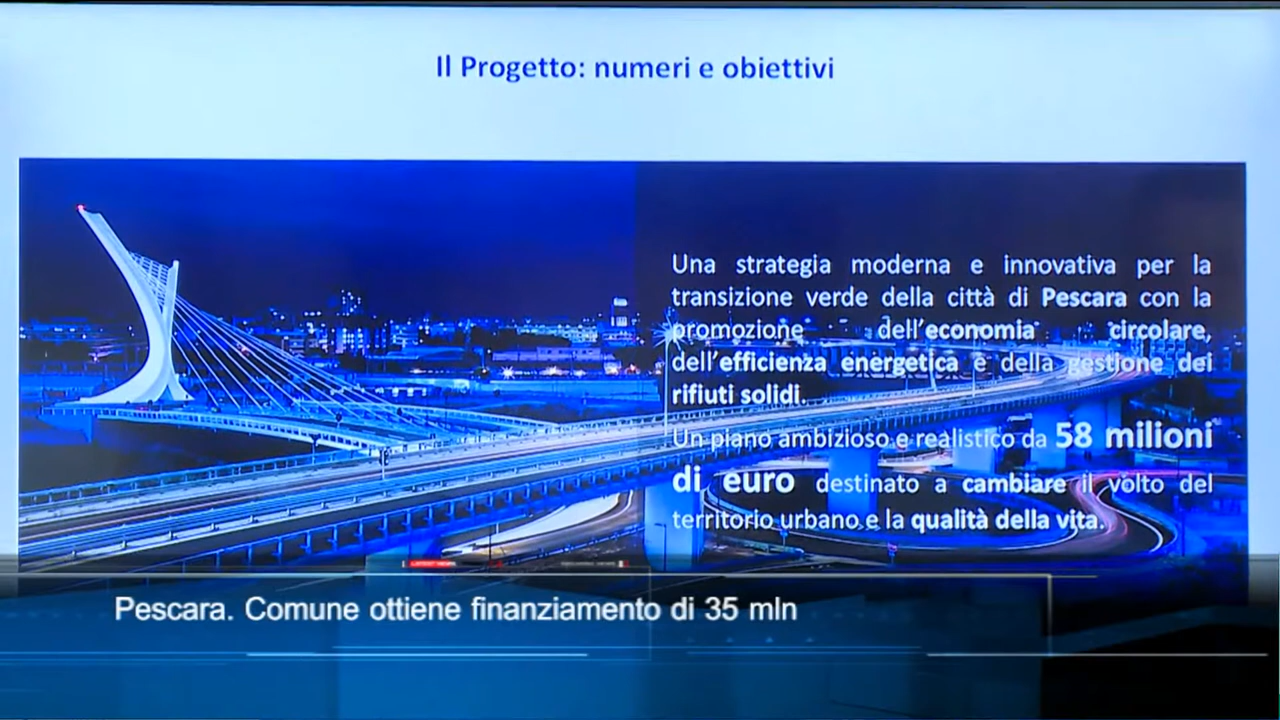 Il Progetto: numeri e obiettivi
Una strategia moderna e innovativa per la
transizione verde della città di Pescara con la
promozione dell'economia circolare,
dell'efficienza energetica e della gestione dei
rifiuti solidi.
Un piano ambizioso e realistico da 58 milioni
di euro destinato a cambiare il volto del
territorio urbano e la qualità della vita.
LATEST NEWS
Pescara. Comune ottiene finanziamento di 35 mln